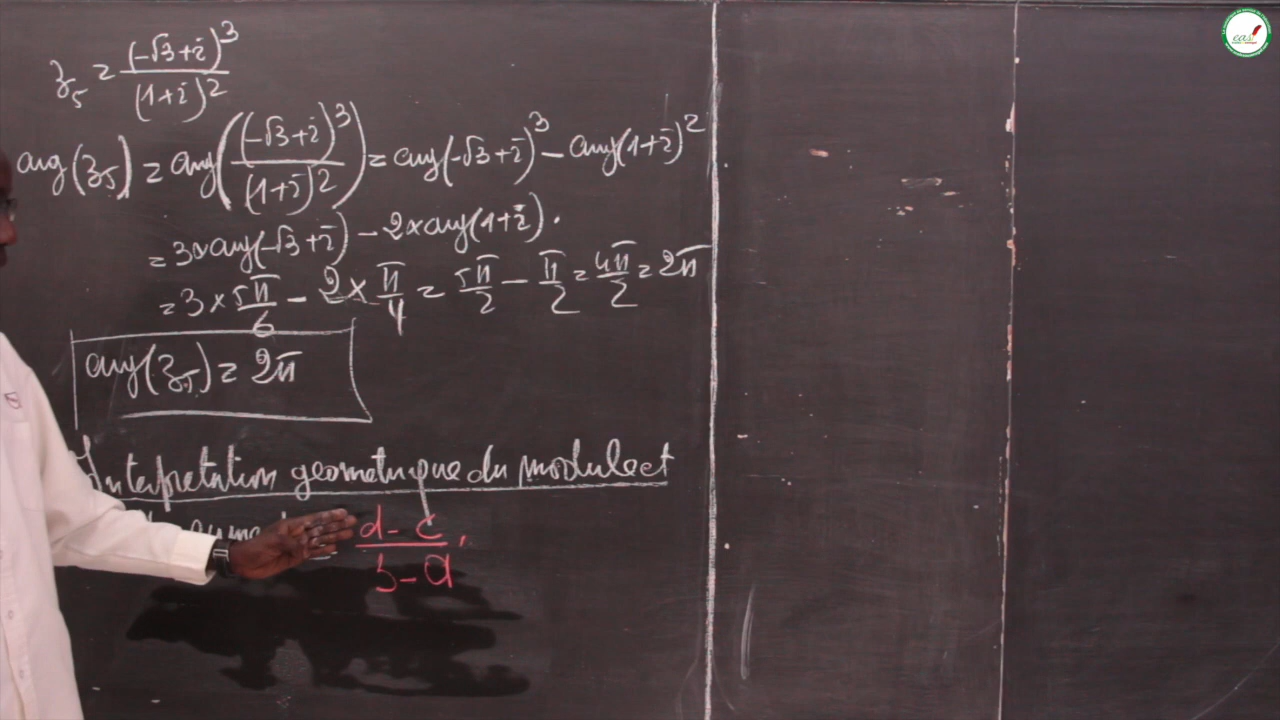 z₅ = (-√3+i)³/(1+i)²
arg(z₅) = arg((-√3+i)³/(1+i)²) = arg(-√3+i)³ - arg(1+i)²
= 3×arg(-√3+i) - 2×arg(1+i).
= 3 × 5π/6 - 2 × π/4 = 5π/2 - π/2 = 4π/2 = 2π
arg(z₅) = 2π
Interpretation geometrique du module et
d-c/b-a.
eas